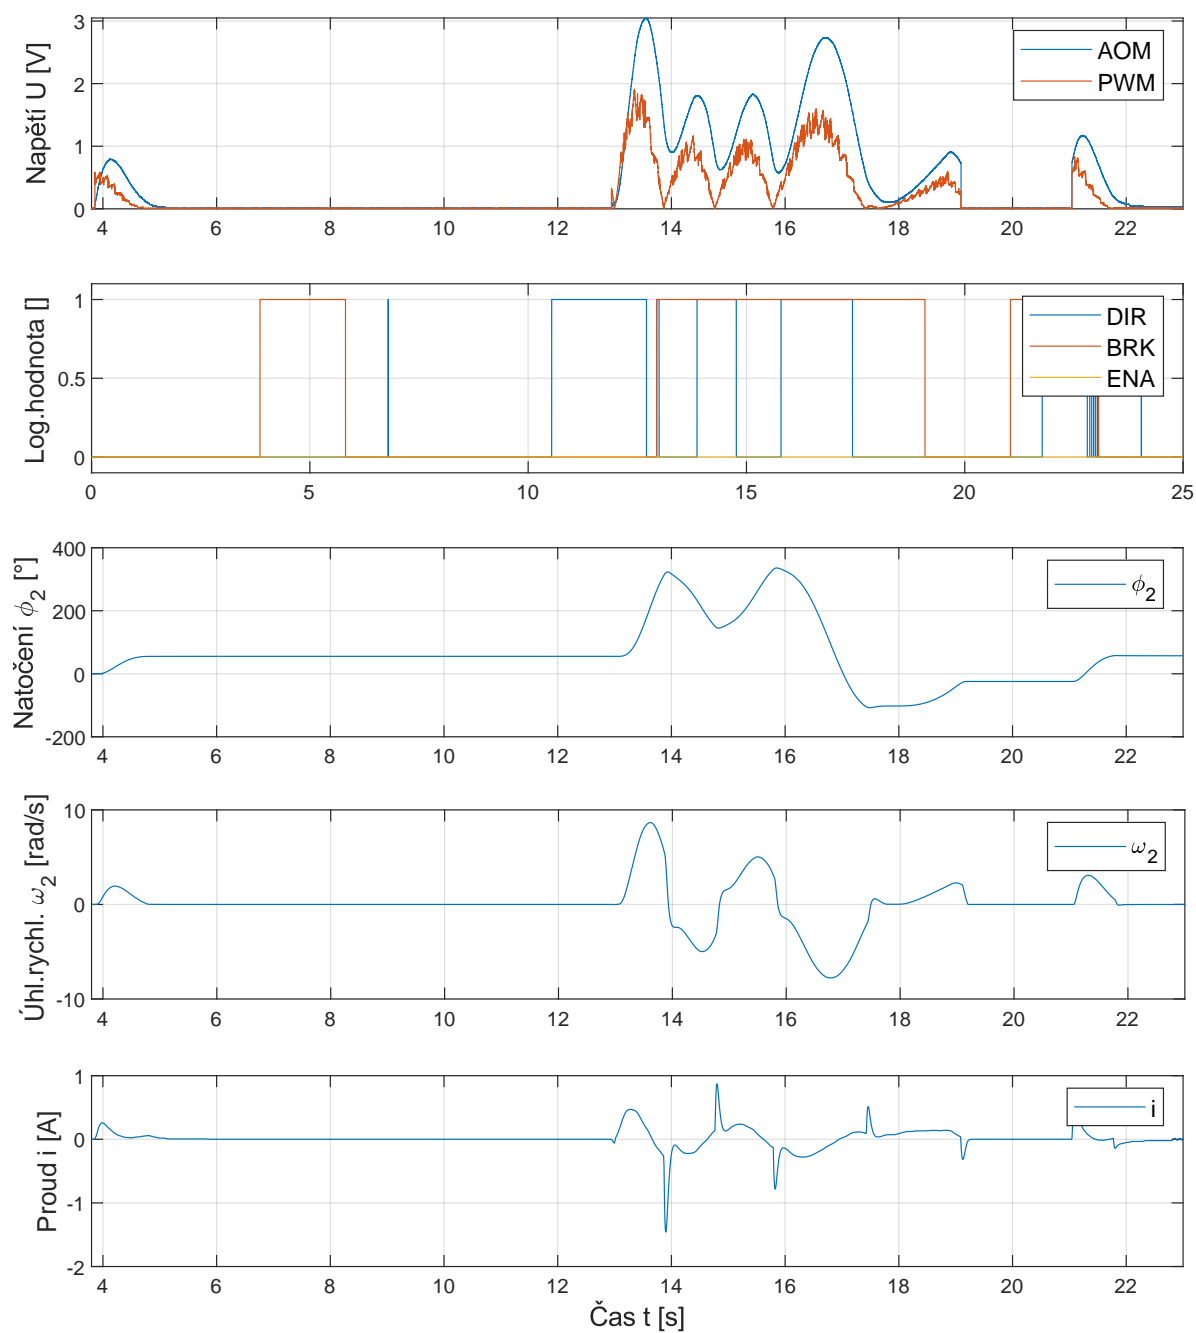 Napětí U [V]
3
2
1
0
4 6 8 10 12 14 16 18 20 22
AOM
PWM
Log.hodnota []
1
0.5
0
0 5 10 15 20 25
DIR
BRK
ENA
Natočení ϕ2 [°]
400
200
0
-200
4 6 8 10 12 14 16 18 20 22
ϕ2
Úhl.rychl. ω2 [rad/s]
10
0
-10
4 6 8 10 12 14 16 18 20 22
ω2
Proud i [A]
1
0
-1
-2
4 6 8 10 12 14 16 18 20 22
i
Čas t [s]